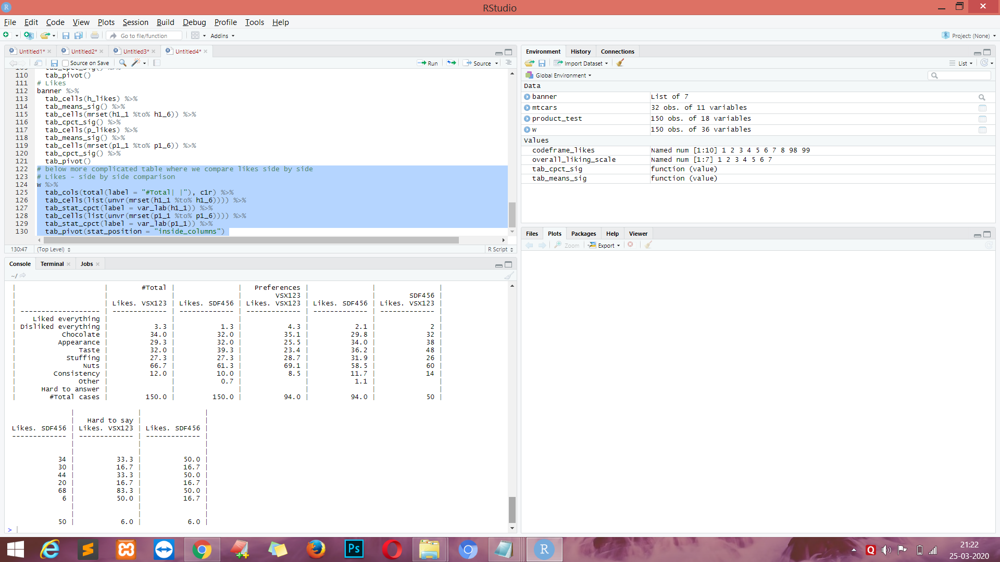 RStudio
File Edit Code View Plots Session Build Debug Profile Tools Help
Go to file/function Addins Project: (None)
Untitled1* Untitled2* Untitled3* Untitled4*
Source on Save Run Source
110 tab_pivot()
111 # Likes
112 banner %>%
113 tab_cells(h_likes) %>%
114 tab_means_sig() %>%
115 tab_cells(mrset(h1_1 %to% h1_6)) %>%
116 tab_cpct_sig() %>%
117 tab_cells(p_likes) %>%
118 tab_means_sig() %>%
119 tab_cells(mrset(p1_1 %to% p1_6)) %>%
120 tab_cpct_sig() %>%
121 tab_pivot()
122 # below more complicated table where we compare likes side by side
123 # Likes - side by side comparison
124 w %>%
125 tab_cols(total(label = "#Total| |"), c1r) %>%
126 tab_cells(list(unvr(mrset(h1_1 %to% h1_6)))) %>%
127 tab_stat_cpct(label = var_lab(h1_1)) %>%
128 tab_cells(list(unvr(mrset(p1_1 %to% p1_6)))) %>%
129 tab_stat_cpct(label = var_lab(p1_1)) %>%
130 tab_pivot(stat_position = "inside_columns")
130:47 (Top Level) R Script
Console Terminal Jobs
~/
| | #Total | | Preferences | | |
| | | | VSX123 | | SDF456 |
| | Likes. VSX123 | Likes. SDF456 | Likes. VSX123 | Likes. SDF456 | Likes. VSX123 |
| ------------------- | ------------- | ------------- | ------------- | ------------- | ------------- |
| Liked everything | | | | | |
| Disliked everything | 3.3 | 1.3 | 4.3 | 2.1 | 2 |
| Chocolate | 34.0 | 32.0 | 35.1 | 29.8 | 32 |
| Appearance | 29.3 | 32.0 | 25.5 | 34.0 | 38 |
| Taste | 32.0 | 39.3 | 23.4 | 36.2 | 48 |
| Stuffing | 27.3 | 27.3 | 28.7 | 31.9 | 26 |
| Nuts | 66.7 | 61.3 | 69.1 | 58.5 | 60 |
| Consistency | 12.0 | 10.0 | 8.5 | 11.7 | 14 |
| Other | | 0.7 | | 1.1 | |
| Hard to answer | | | | | |
| #Total cases | 150.0 | 150.0 | 94.0 | 94.0 | 50 |
| | |
| Hard to say | |
Likes. SDF456 | Likes. VSX123 | Likes. SDF456 |
------------- | ------------- | ------------- |
| | |
| | |
34 | 33.3 | 50.0 |
30 | 16.7 | 16.7 |
44 | 33.3 | 50.0 |
20 | 16.7 | 16.7 |
68 | 83.3 | 50.0 |
6 | 50.0 | 16.7 |
| | |
| | |
50 | 6.0 | 6.0 |
>
Environment History Connections
Import Dataset List
Global Environment
Data
banner List of 7
mtcars 32 obs. of 11 variables
product_test 150 obs. of 18 variables
w 150 obs. of 36 variables
Values
codeframe_likes Named num [1:10] 1 2 3 4 5 6 7 8 98 99
overall_liking_scale Named num [1:7] 1 2 3 4 5 6 7
tab_cpct_sig function (value)
tab_means_sig function (value)
Files Plots Packages Help Viewer
Zoom Export
Ps
R
Q
21:22
25-03-2020